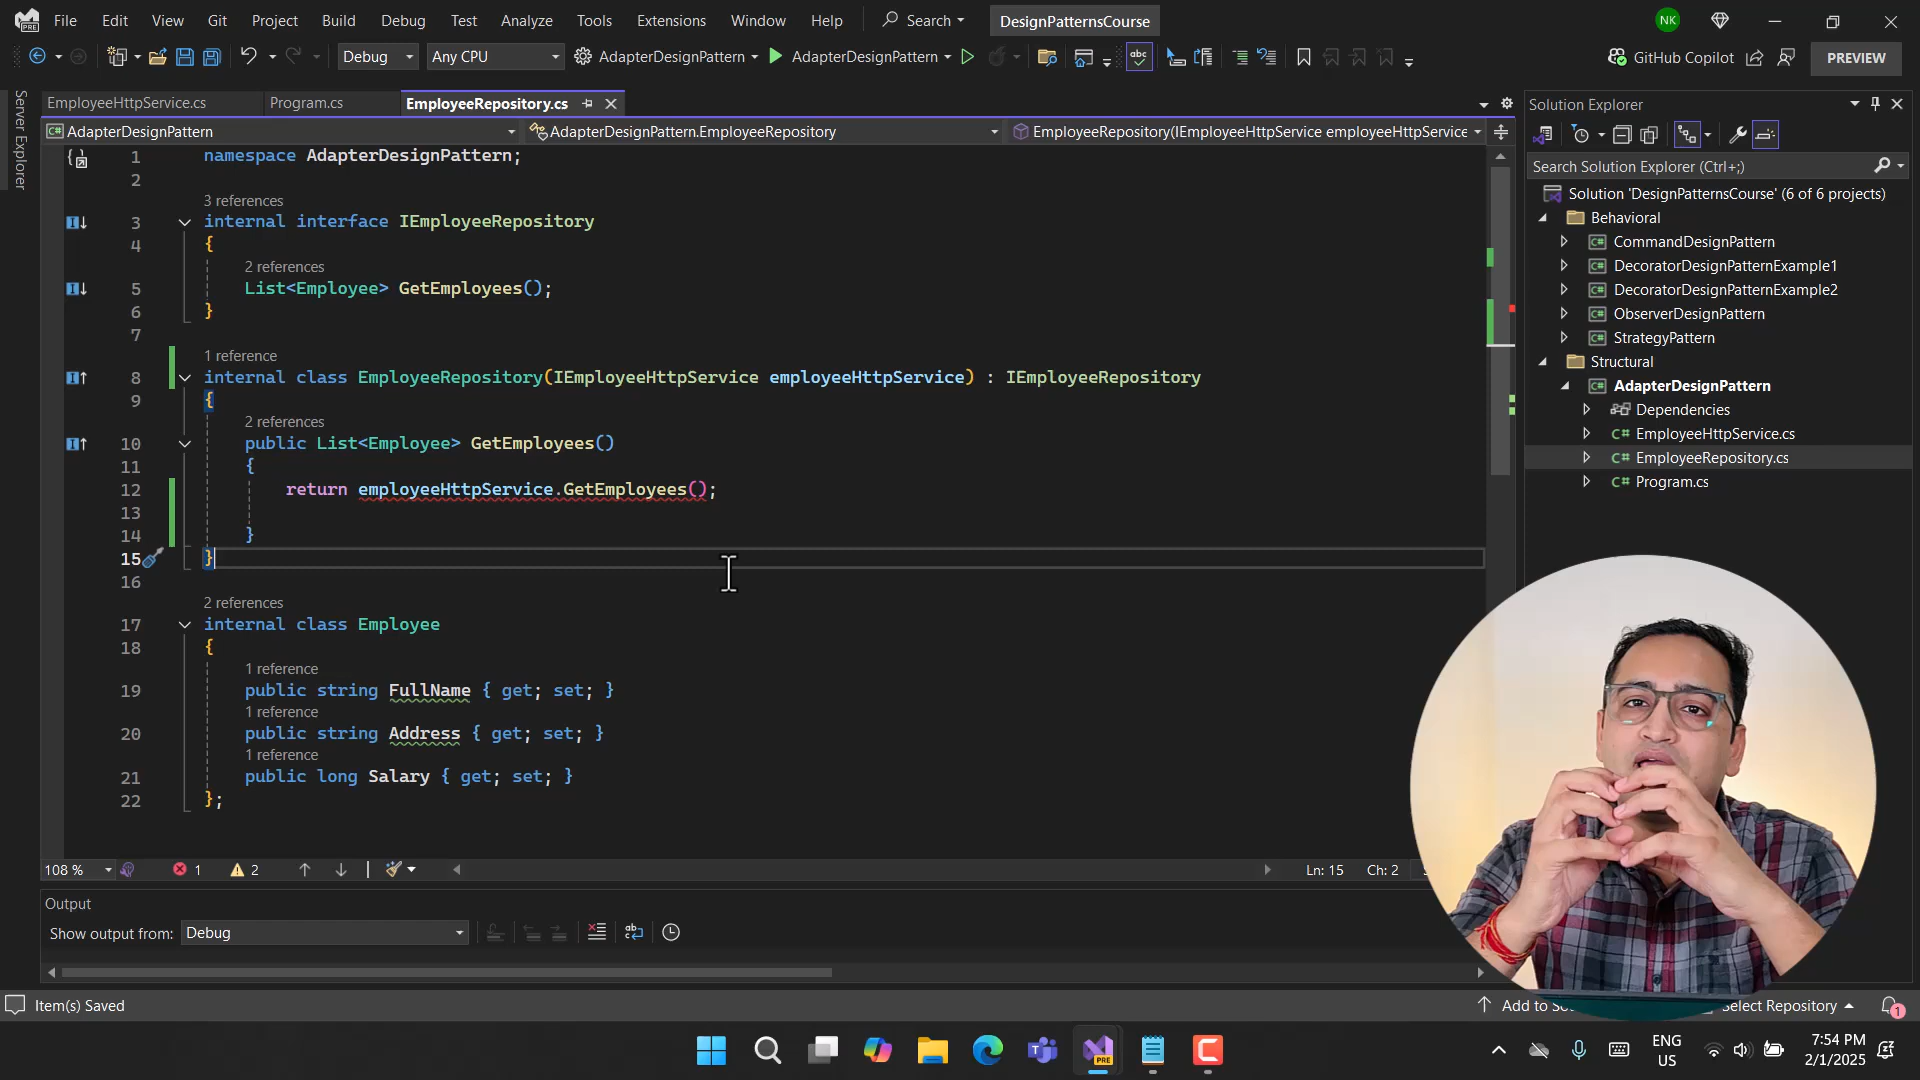 File Edit View Git Project Build Debug Test Analyze Tools Extensions Window Help Search DesignPatternsCourse NK
Debug Any CPU AdapterDesignPattern AdapterDesignPattern abc GitHub Copilot PREVIEW
Server Explorer
EmployeeHttpService.cs Program.cs EmployeeRepository.cs
AdapterDesignPattern AdapterDesignPattern.EmployeeRepository EmployeeRepository(IEmployeeHttpService employeeHttpService
1 namespace AdapterDesignPattern;
2
3 references
3 internal interface IEmployeeRepository
4 {
2 references
5 List<Employee> GetEmployees();
6 }
7
1 reference
8 internal class EmployeeRepository(IEmployeeHttpService employeeHttpService) : IEmployeeRepository
9 {
2 references
10 public List<Employee> GetEmployees()
11 {
12 return employeeHttpService.GetEmployees();
13
14 }
15 }
16
2 references
17 internal class Employee
18 {
1 reference
19 public string FullName { get; set; }
1 reference
20 public string Address { get; set; }
1 reference
21 public long Salary { get; set; }
22 };
108 % 1 2 Ln: 15 Ch: 2
Output
Show output from: Debug
Solution Explorer
Search Solution Explorer (Ctrl+;)
Solution 'DesignPatternsCourse' (6 of 6 projects)
Behavioral
CommandDesignPattern
DecoratorDesignPatternExample1
DecoratorDesignPatternExample2
ObserverDesignPattern
StrategyPattern
Structural
AdapterDesignPattern
Dependencies
EmployeeHttpService.cs
EmployeeRepository.cs
Program.cs
Item(s) Saved Add to Select Repository 1
ENG
US
7:54 PM
2/1/2025